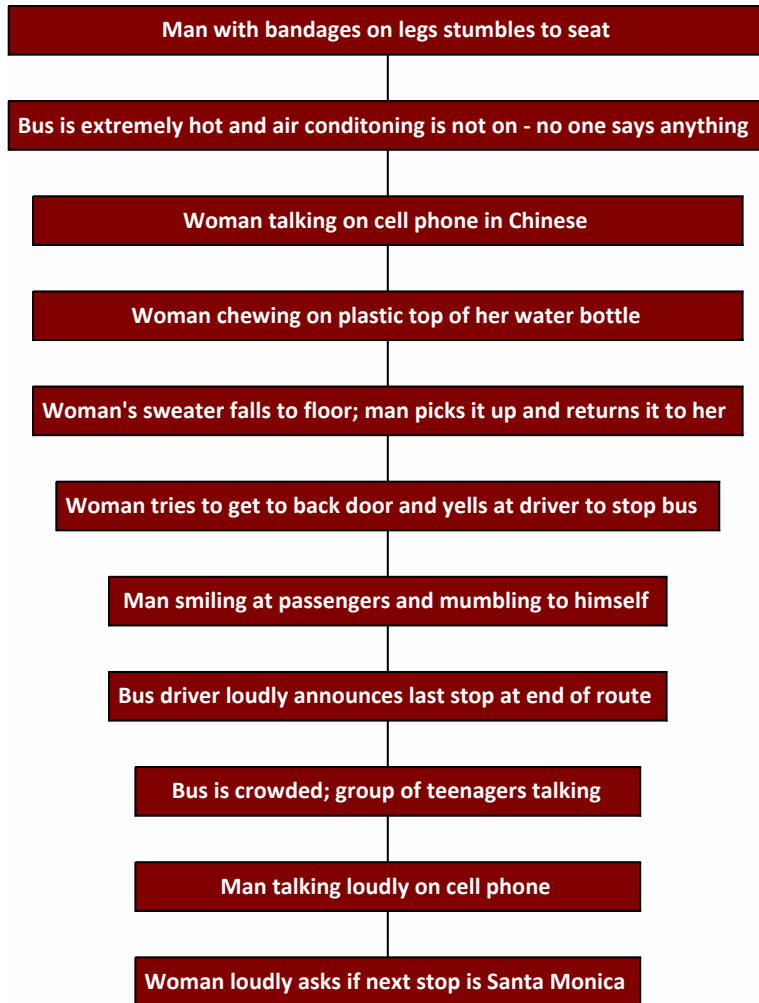 Man with bandages on legs stumbles to seat
Bus is extremely hot and air conditoning is not on - no one says anything
Woman talking on cell phone in Chinese
Woman chewing on plastic top of her water bottle
Woman's sweater falls to floor; man picks it up and returns it to her
Woman tries to get to back door and yells at driver to stop bus
Man smiling at passengers and mumbling to himself
Bus driver loudly announces last stop at end of route
Bus is crowded; group of teenagers talking
Man talking loudly on cell phone
Woman loudly asks if next stop is Santa Monica